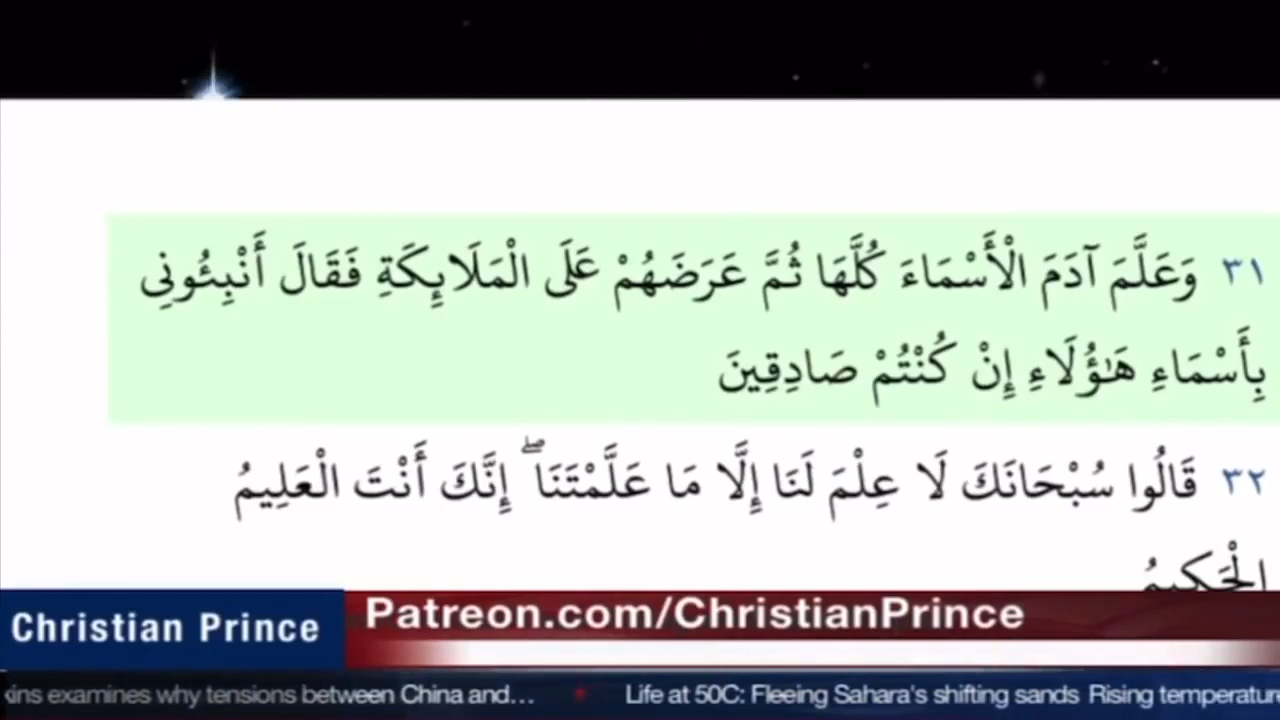 ٣١ وَعَلَّمَ آدَمَ الْأَسْمَاءَ كُلَّهَا ثُمَّ عَرَضَهُمْ عَلَى الْمَلَائِكَةِ فَقَالَ أَنْبِئُونِي
بِأَسْمَاءِ هَٰؤُلَاءِ إِنْ كُنْتُمْ صَادِقِينَ
٣٢ قَالُوا سُبْحَانَكَ لَا عِلْمَ لَنَا إِلَّا مَا عَلَّمْتَنَا ۖ إِنَّكَ أَنْتَ الْعَلِيمُ
الْحَكِيمُ
Patreon.com/ChristianPrince
Christian Prince
examines why tensions between China and... Life at 50C: Fleeing Sahara's shifting sands Rising temperatur